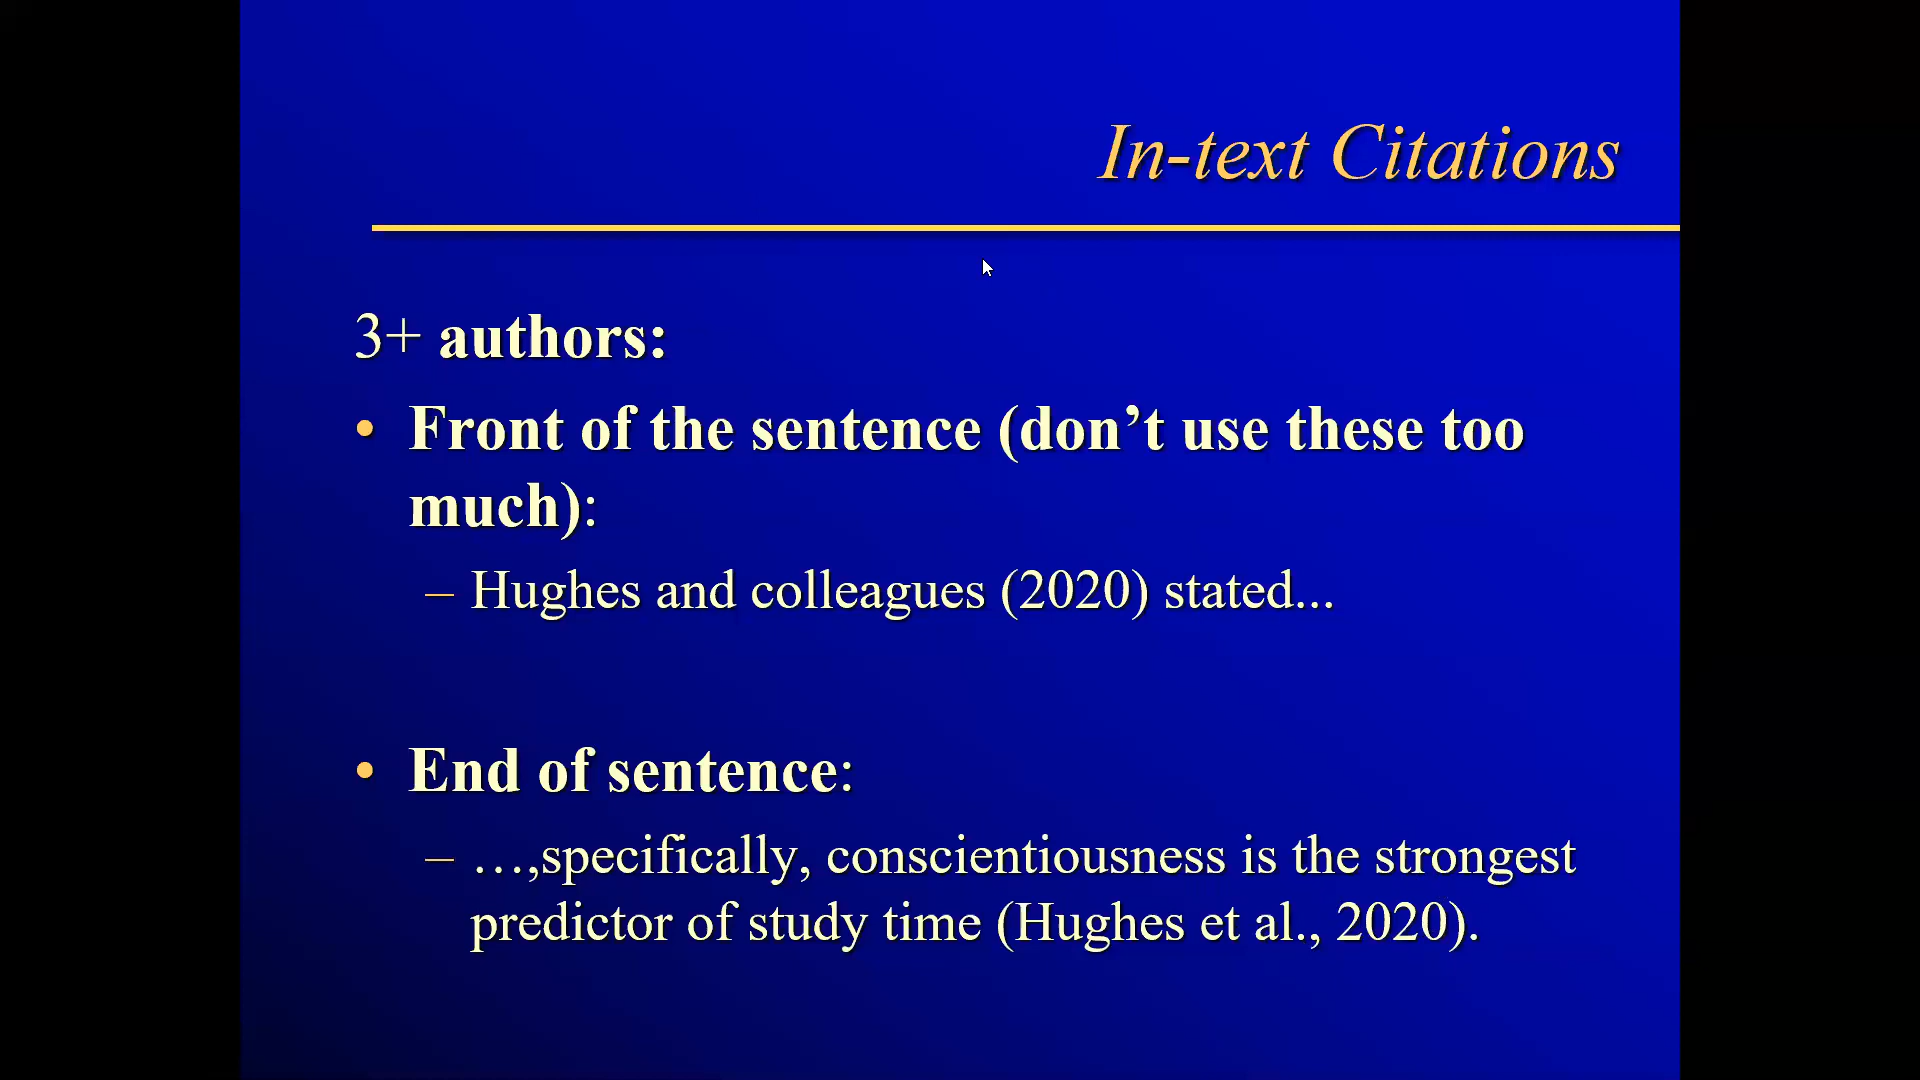 In-text Citations
3+ authors:
• Front of the sentence (don’t use these too
much):
– Hughes and colleagues (2020) stated...
• End of sentence:
– …,specifically, conscientiousness is the strongest
predictor of study time (Hughes et al., 2020).